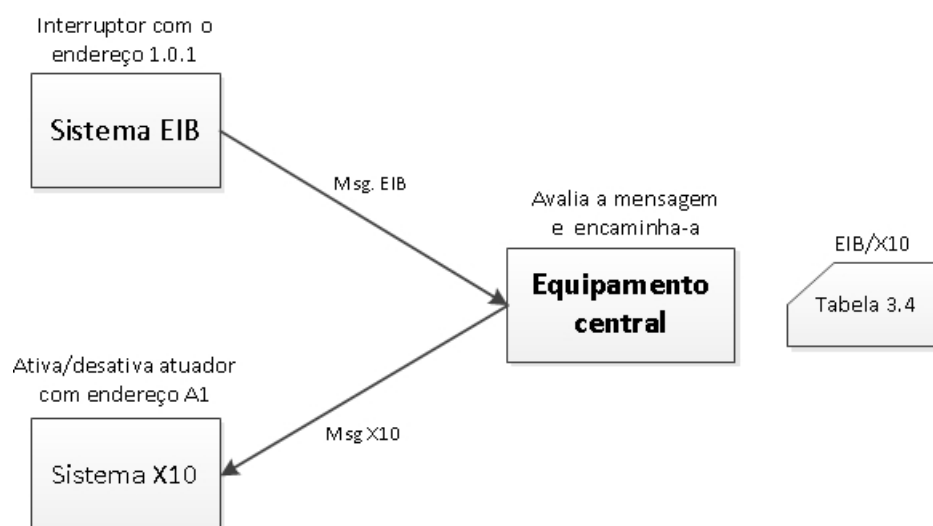 Interruptor com o
endereço 1.0.1
Sistema EIB
Msg. EIB
Avalia a mensagem
e encaminha-a
Equipamento
central
EIB/X10
Tabela 3.4
Ativa/desativa atuador
com endereço A1
Sistema X10
Msg X10